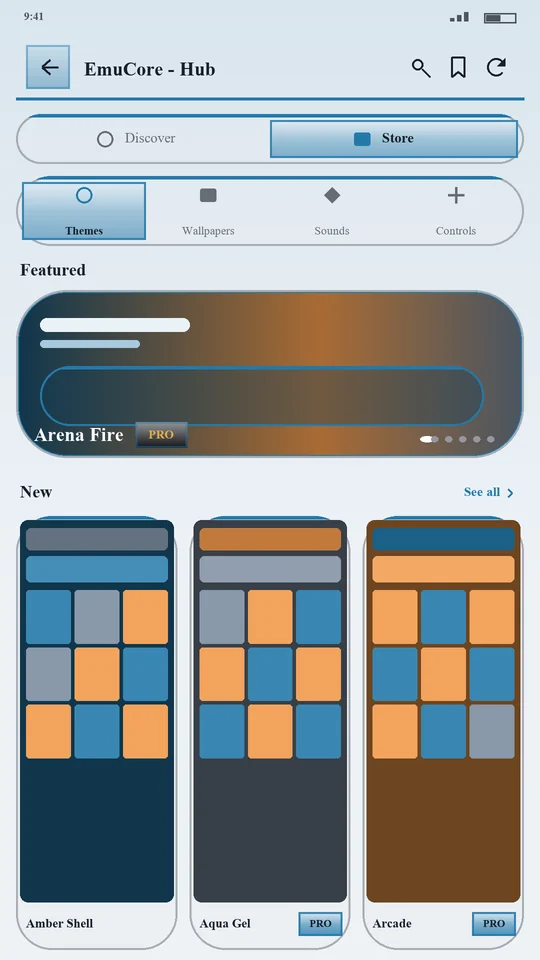 9:41
EmuCore - Hub
Discover
Store
Themes
Wallpapers
Sounds
Controls
Featured
Arena Fire
PRO
New
See all
Amber Shell
Aqua Gel
PRO
Arcade
PRO